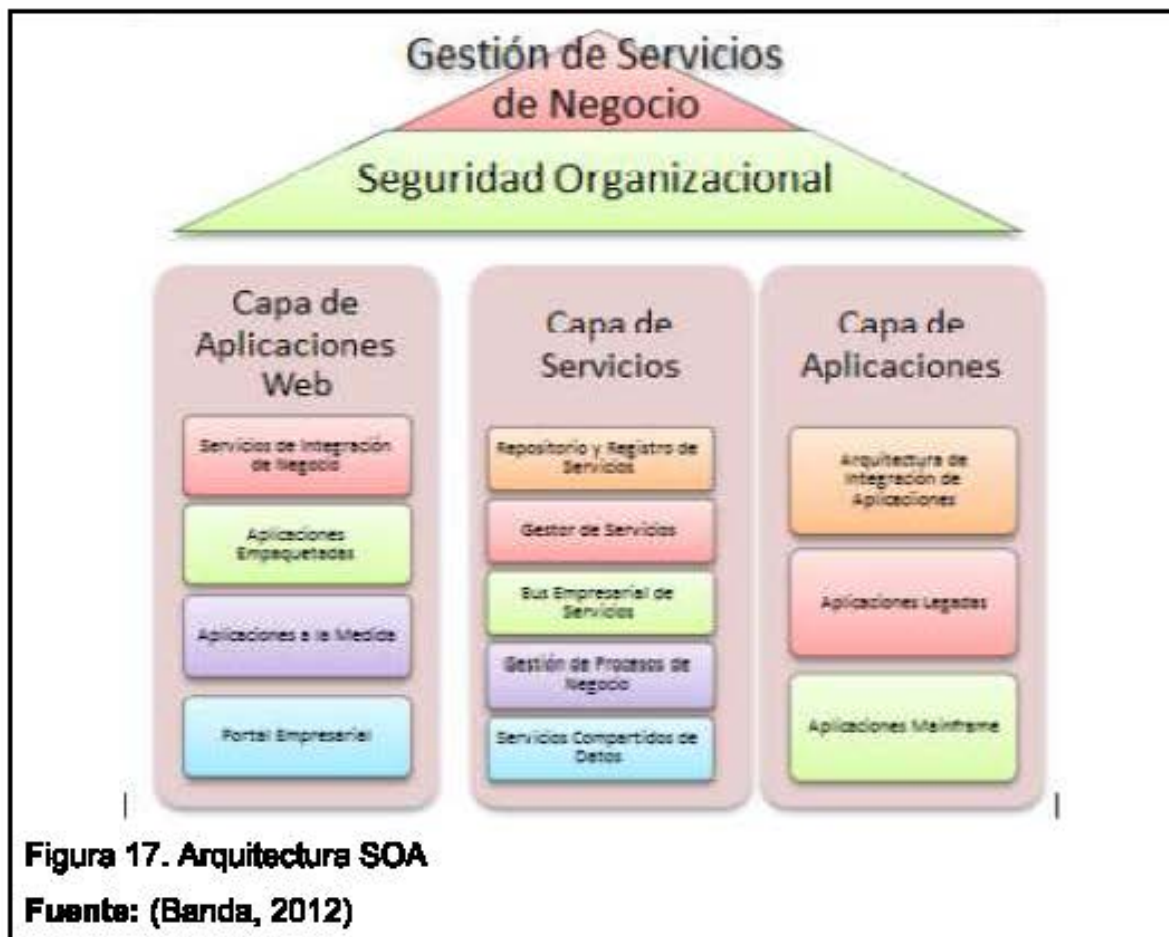 Gestión de Servicios
de Negocio
Seguridad Organizacional
Capa de
Aplicaciones
Web
Servicios de Integración
de Negocio
Aplicaciones
Empaquetadas
Aplicaciones a la Medida
Portal Empresarial
Capa de
Servicios
Repositorio y Registro de
Servicios
Gestor de Servicios
Bus Empresarial de
Servicios
Gestión de Procesos de
Negocio
Servicios Compartidos de
Datos
Capa de
Aplicaciones
Arquitectura de
Integración de
Aplicaciones
Aplicaciones Legadas
Aplicaciones Mainframe
Figura 17. Arquitectura SOA
Fuente: (Banda, 2012)